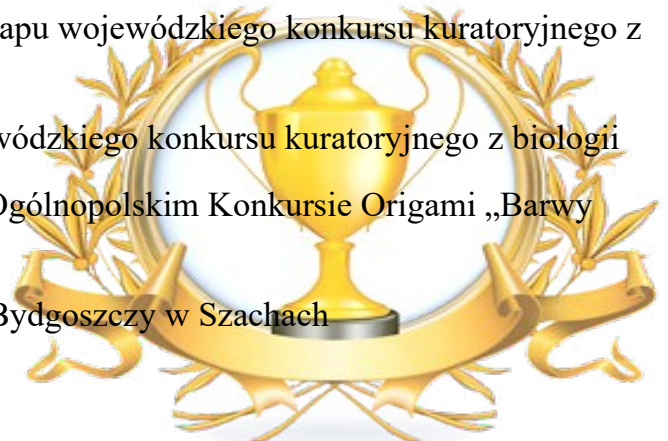 apu wojewódzkiego konkursu kuratoryjnego z
wódzkiego konkursu kuratoryjnego z biologii
Ogólnopolskim Konkursie Origami „Barwy
Bydgoszczy w Szachach